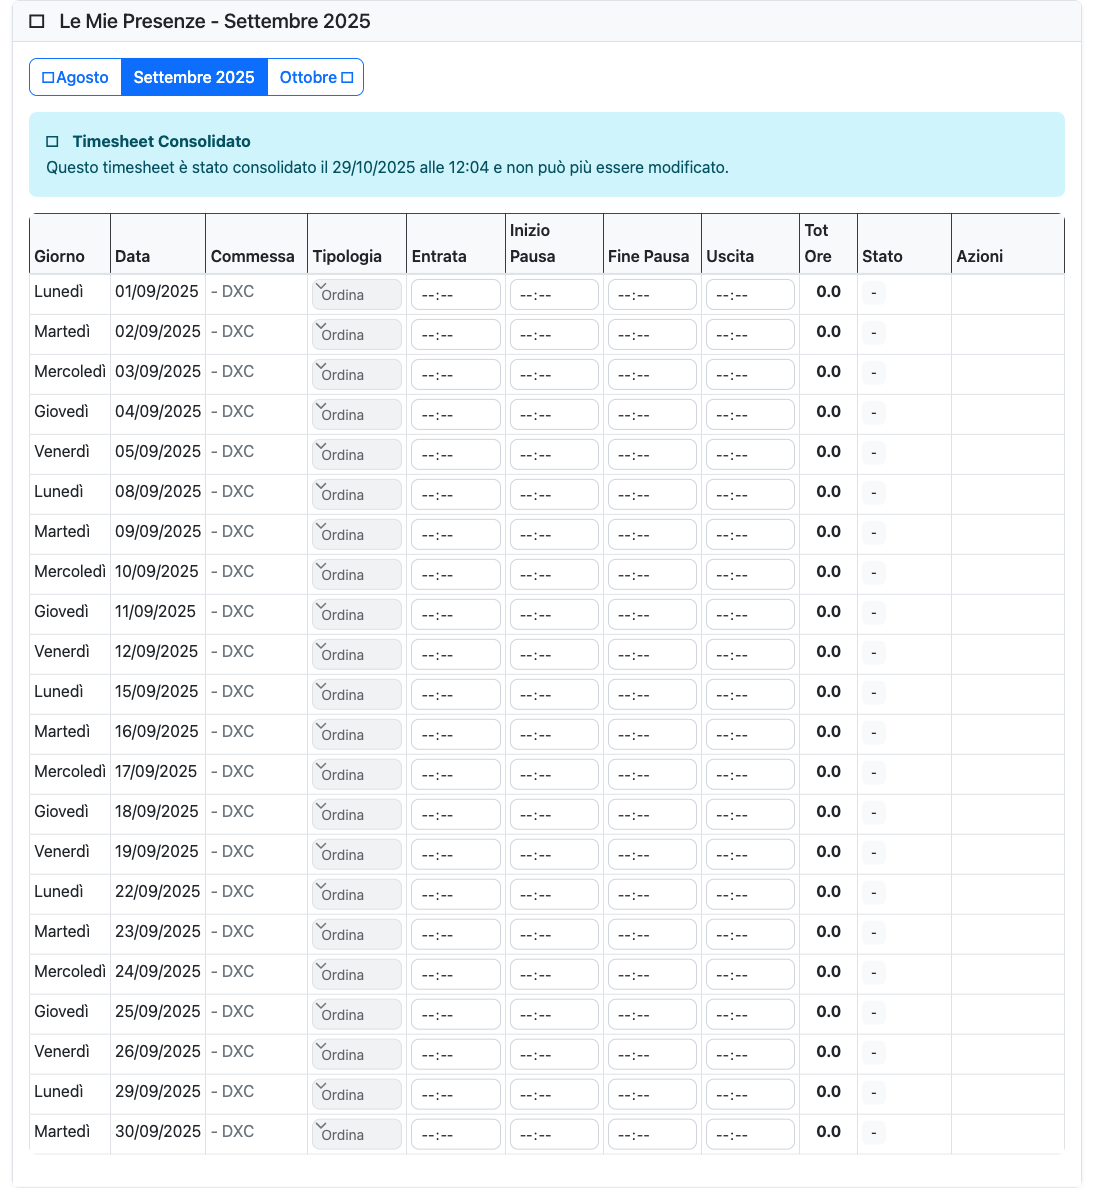 Le Mie Presenze - Settembre 2025
Agosto Settembre 2025 Ottobre
Timesheet Consolidato
Questo timesheet è stato consolidato il 29/10/2025 alle 12:04 e non può più essere modificato.
Giorno Data Commessa Tipologia Entrata Inizio Pausa Fine Pausa Uscita Tot Ore Stato Azioni
Lunedì 01/09/2025 - DXC Ordina --:-- --:-- --:-- --:-- 0.0 -
Martedì 02/09/2025 - DXC Ordina --:-- --:-- --:-- --:-- 0.0 -
Mercoledì 03/09/2025 - DXC Ordina --:-- --:-- --:-- --:-- 0.0 -
Giovedì 04/09/2025 - DXC Ordina --:-- --:-- --:-- --:-- 0.0 -
Venerdì 05/09/2025 - DXC Ordina --:-- --:-- --:-- --:-- 0.0 -
Lunedì 08/09/2025 - DXC Ordina --:-- --:-- --:-- --:-- 0.0 -
Martedì 09/09/2025 - DXC Ordina --:-- --:-- --:-- --:-- 0.0 -
Mercoledì 10/09/2025 - DXC Ordina --:-- --:-- --:-- --:-- 0.0 -
Giovedì 11/09/2025 - DXC Ordina --:-- --:-- --:-- --:-- 0.0 -
Venerdì 12/09/2025 - DXC Ordina --:-- --:-- --:-- --:-- 0.0 -
Lunedì 15/09/2025 - DXC Ordina --:-- --:-- --:-- --:-- 0.0 -
Martedì 16/09/2025 - DXC Ordina --:-- --:-- --:-- --:-- 0.0 -
Mercoledì 17/09/2025 - DXC Ordina --:-- --:-- --:-- --:-- 0.0 -
Giovedì 18/09/2025 - DXC Ordina --:-- --:-- --:-- --:-- 0.0 -
Venerdì 19/09/2025 - DXC Ordina --:-- --:-- --:-- --:-- 0.0 -
Lunedì 22/09/2025 - DXC Ordina --:-- --:-- --:-- --:-- 0.0 -
Martedì 23/09/2025 - DXC Ordina --:-- --:-- --:-- --:-- 0.0 -
Mercoledì 24/09/2025 - DXC Ordina --:-- --:-- --:-- --:-- 0.0 -
Giovedì 25/09/2025 - DXC Ordina --:-- --:-- --:-- --:-- 0.0 -
Venerdì 26/09/2025 - DXC Ordina --:-- --:-- --:-- --:-- 0.0 -
Lunedì 29/09/2025 - DXC Ordina --:-- --:-- --:-- --:-- 0.0 -
Martedì 30/09/2025 - DXC Ordina --:-- --:-- --:-- --:-- 0.0 -